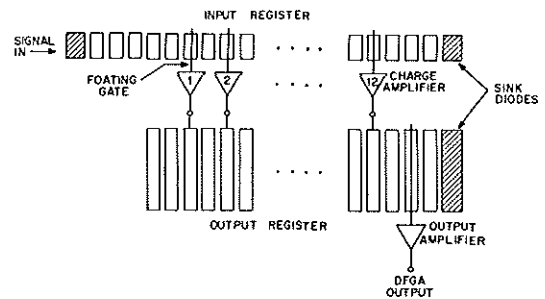 INPUT REGISTER
SIGNAL
IN
FOATING
GATE
1
2
12
CHARGE
AMPLIFIER
SINK
DIODES
OUTPUT REGISTER
OUTPUT
AMPLIFIER
DFGA
OUTPUT